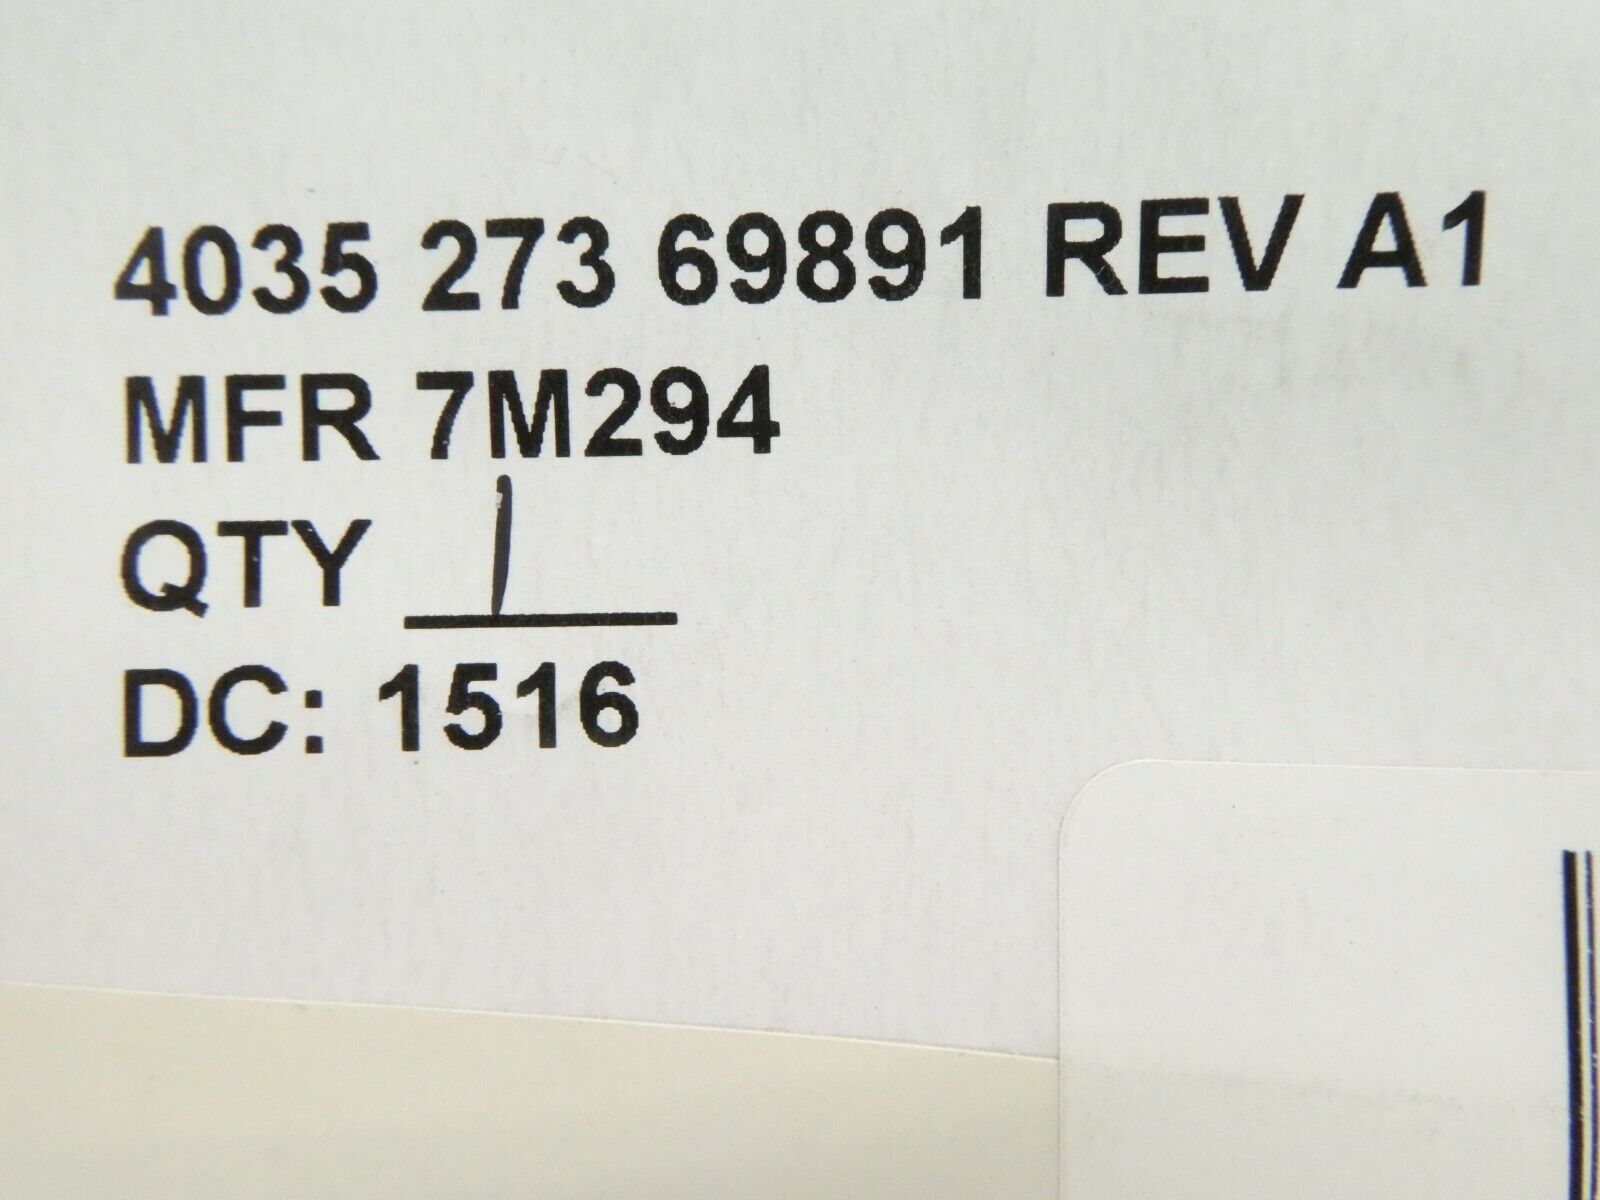 4035 273 69891 REV A1
MFR 7M294
QTY 1
DC: 1516